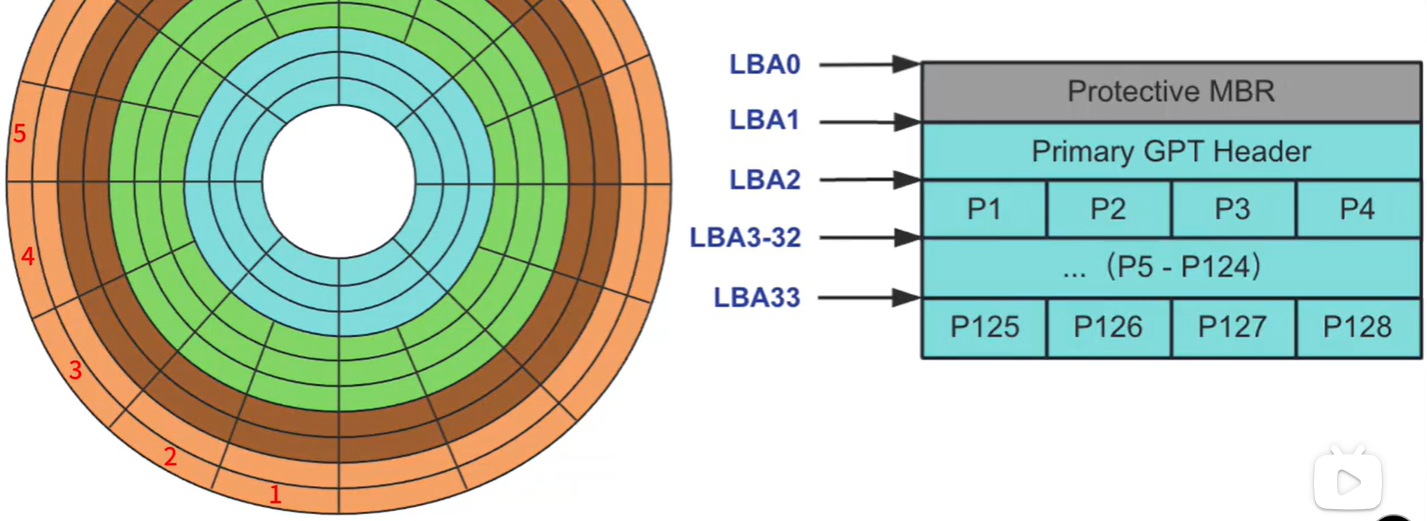 5
4
3
2
1
LBA0
Protective MBR
LBA1
Primary GPT Header
LBA2
P1 P2 P3 P4
LBA3-32
... (P5 - P124)
LBA33
P125 P126 P127 P128